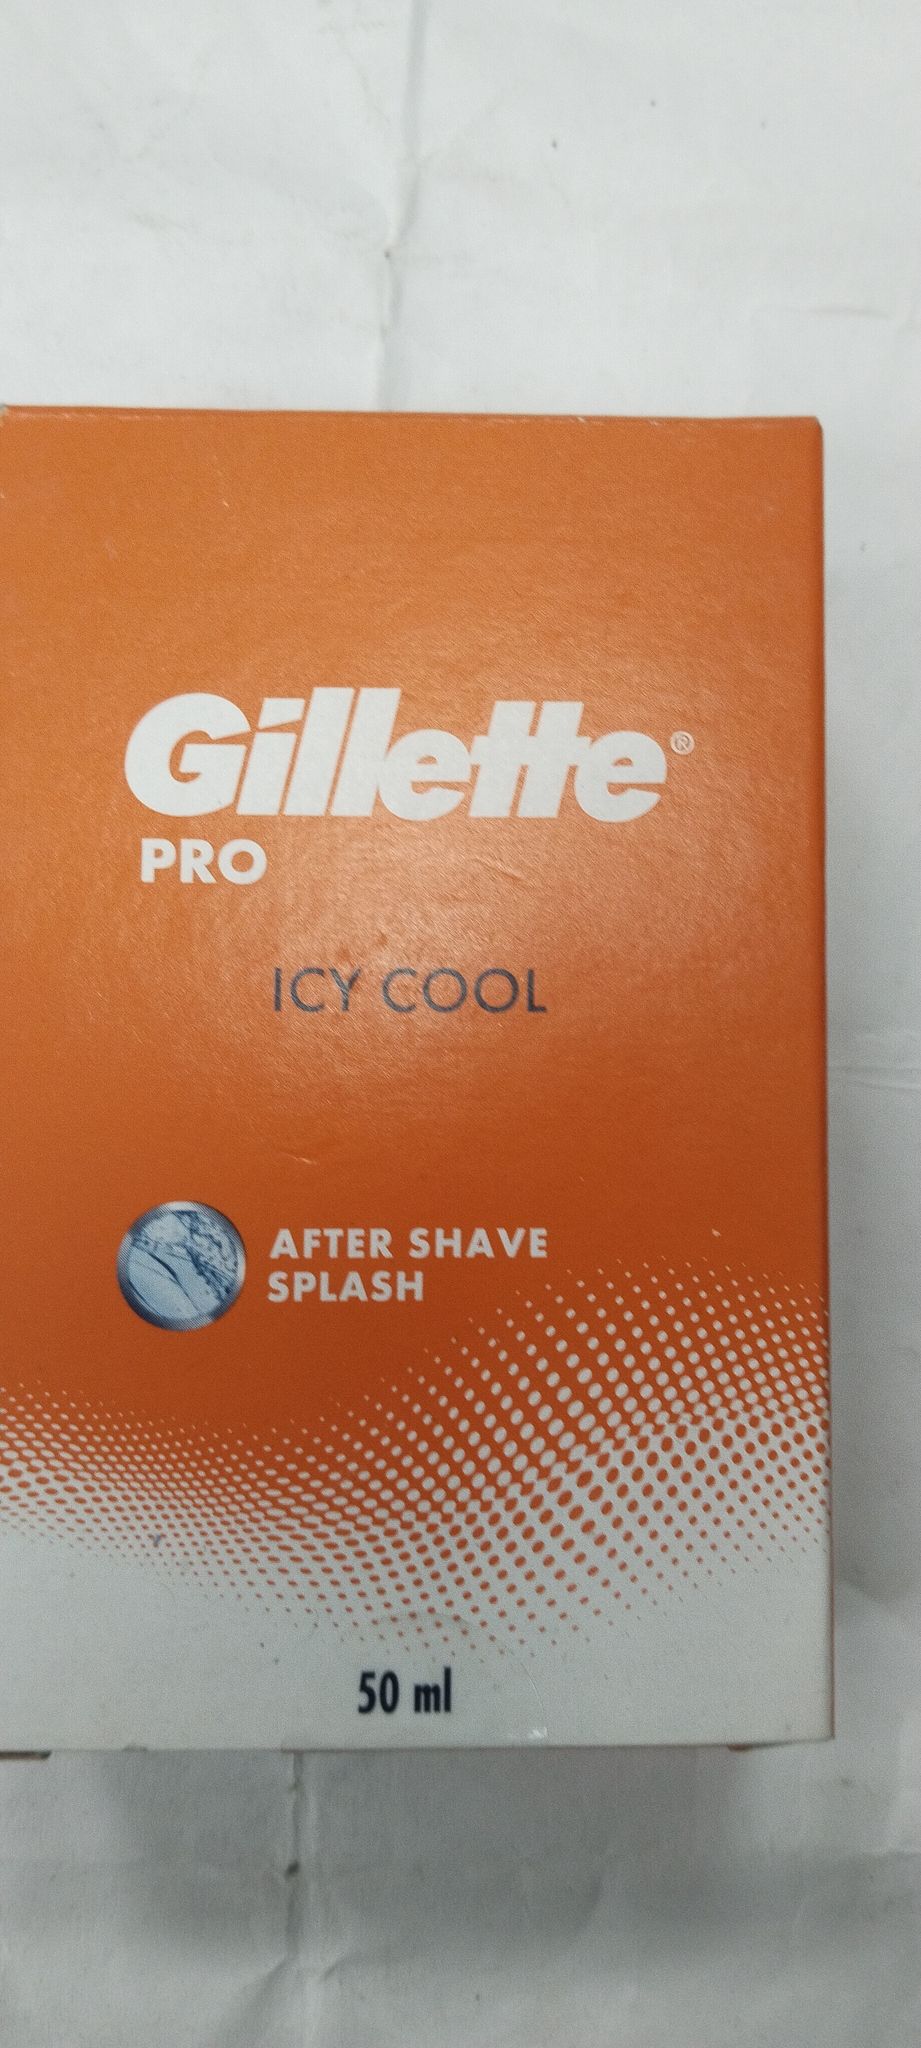 Gillette®
PRO
ICY COOL
AFTER SHAVE
SPLASH
50 ml